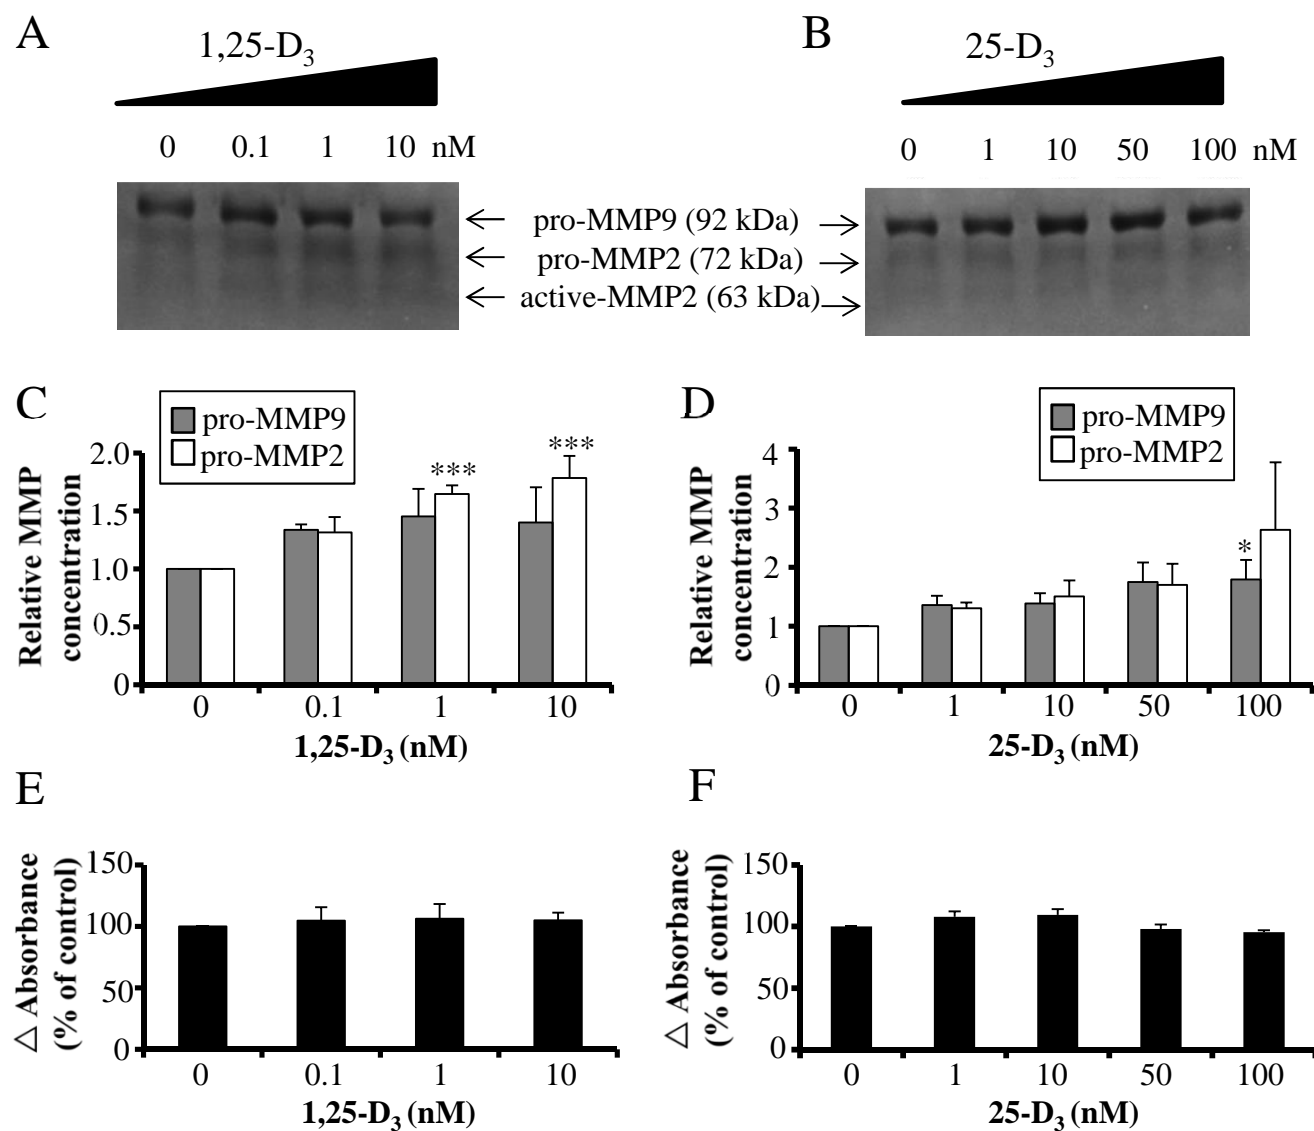 A
1,25-D3
0 0.1 1 10 nM
B
25-D3
0 1 10 50 100 nM
pro-MMP9 (92 kDa)
pro-MMP2 (72 kDa)
active-MMP2 (63 kDa)
C
pro-MMP9
pro-MMP2
Relative MMP
concentration
2.0
1.5
1.0
0.5
0
*** ***
0 0.1 1 10
1,25-D3 (nM)
D
pro-MMP9
pro-MMP2
Relative MMP
concentration
4
3
2
1
0
*
0 1 10 50 100
25-D3 (nM)
E
△ Absorbance
(% of control)
150
100
50
0
0 0.1 1 10
1,25-D3 (nM)
F
△ Absorbance
(% of control)
150
100
50
0
0 1 10 50 100
25-D3 (nM)